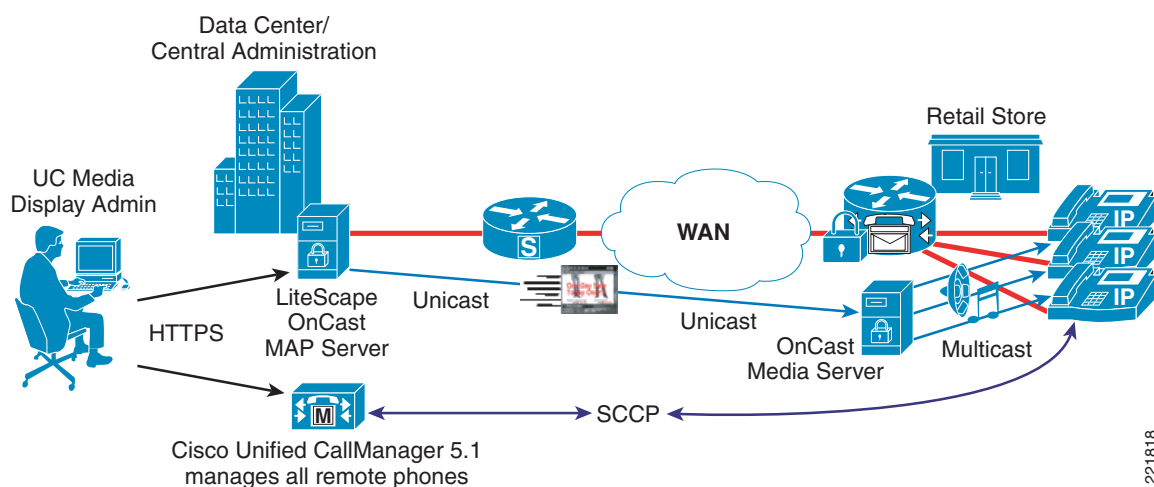 Data Center/
Central Administration
UC Media
Display Admin
Retail Store
WAN
S
IP
IP
IP
HTTPS
LiteScape
OnCast
MAP Server
Unicast
Unicast
OnCast
Media Server
Multicast
M
SCCP
Cisco Unified CallManager 5.1
manages all remote phones
221818